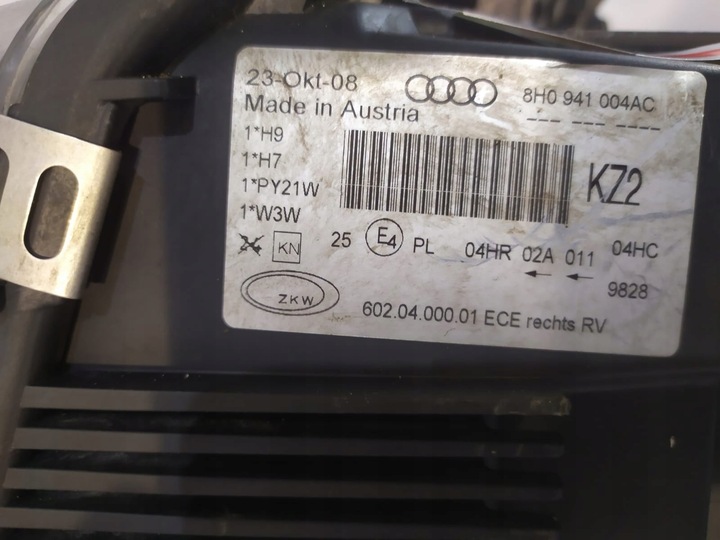 23-Okt-08
8H0 941 004AC
Made in Austria
--- --- ----
1*H9
1*H7
1*PY21W
1*W3W
KZ2
KN 25 E4 PL 04HR 02A 011 04HC
← ← 9828
ZKW
602.04.000.01 ECE rechts RV